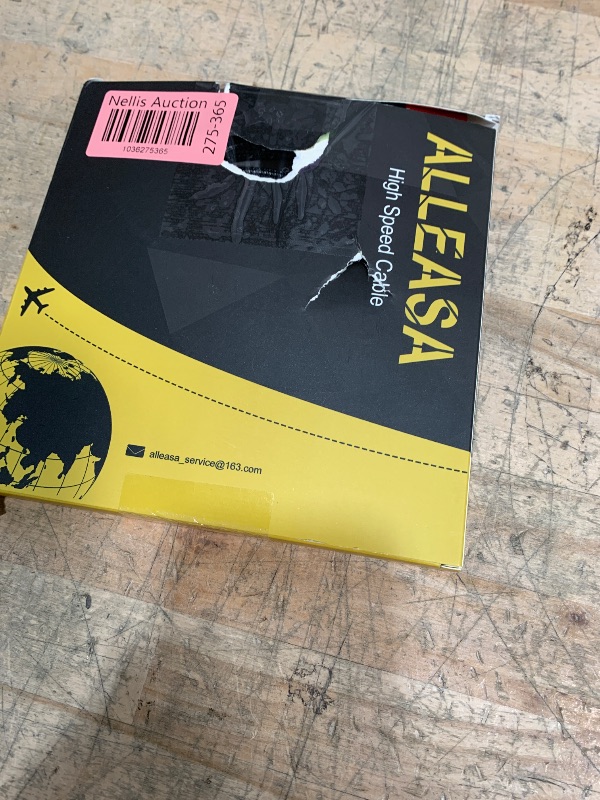 Nellis Auction
275-365
1036275365
ALLEASA
High Speed Cable
alleasa_service@163.com